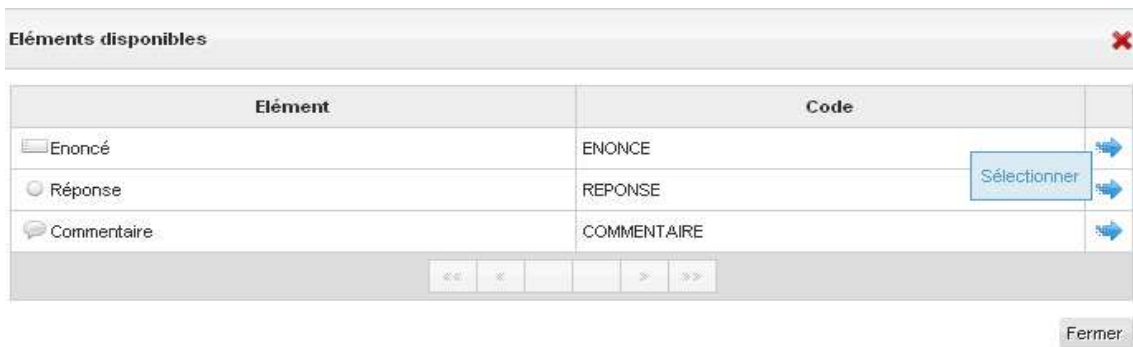 Eléments disponibles
Elément Code
Enoncé ENONCE
Sélectionner
Réponse REPONSE
Commentaire COMMENTAIRE
«« « » »»
Fermer